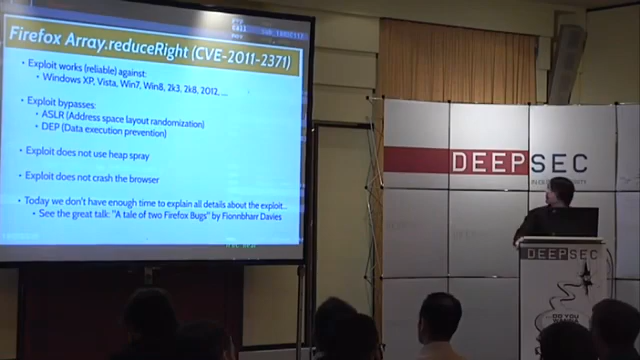 Firefox Array.reduceRight (CVE-2011-2371)
Exploit works (reliable) against:
Windows XP, Vista, Win7, Win8, 2k3, 2k8, 2012, ...
Exploit bypasses:
ASLR (Address space layout randomization)
DEP (Data execution prevention)
Exploit does not use heap spray
Exploit does not crash the browser
Today we don't have enough time to explain all details about the exploit...
See the great talk: "A tale of two Firefox Bugs" by Fionnbharr Davies
DEEPSEC
DEEPSEC
DO YOU